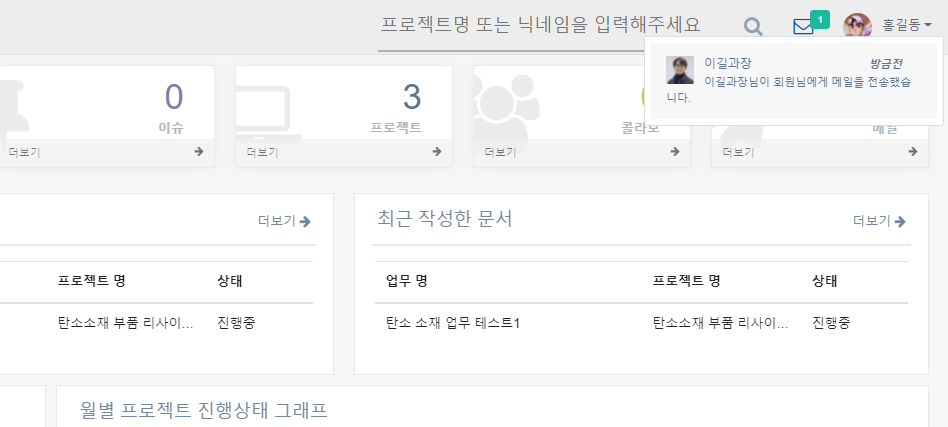 프로젝트명 또는 닉네임을 입력해주세요
1
홍길동
이길과장
방금전
이길과장님이 회원님에게 메일을 전송했습
니다.
0
이슈
더보기
3
프로젝트
더보기
콜라보
더보기
메일
더보기
더보기
프로젝트 명
상태
탄소소재 부품 리사이...
진행중
최근 작성한 문서
더보기
업무 명
프로젝트 명
상태
탄소 소재 업무 테스트1
탄소소재 부품 리사이...
진행중
월별 프로젝트 진행상태 그래프